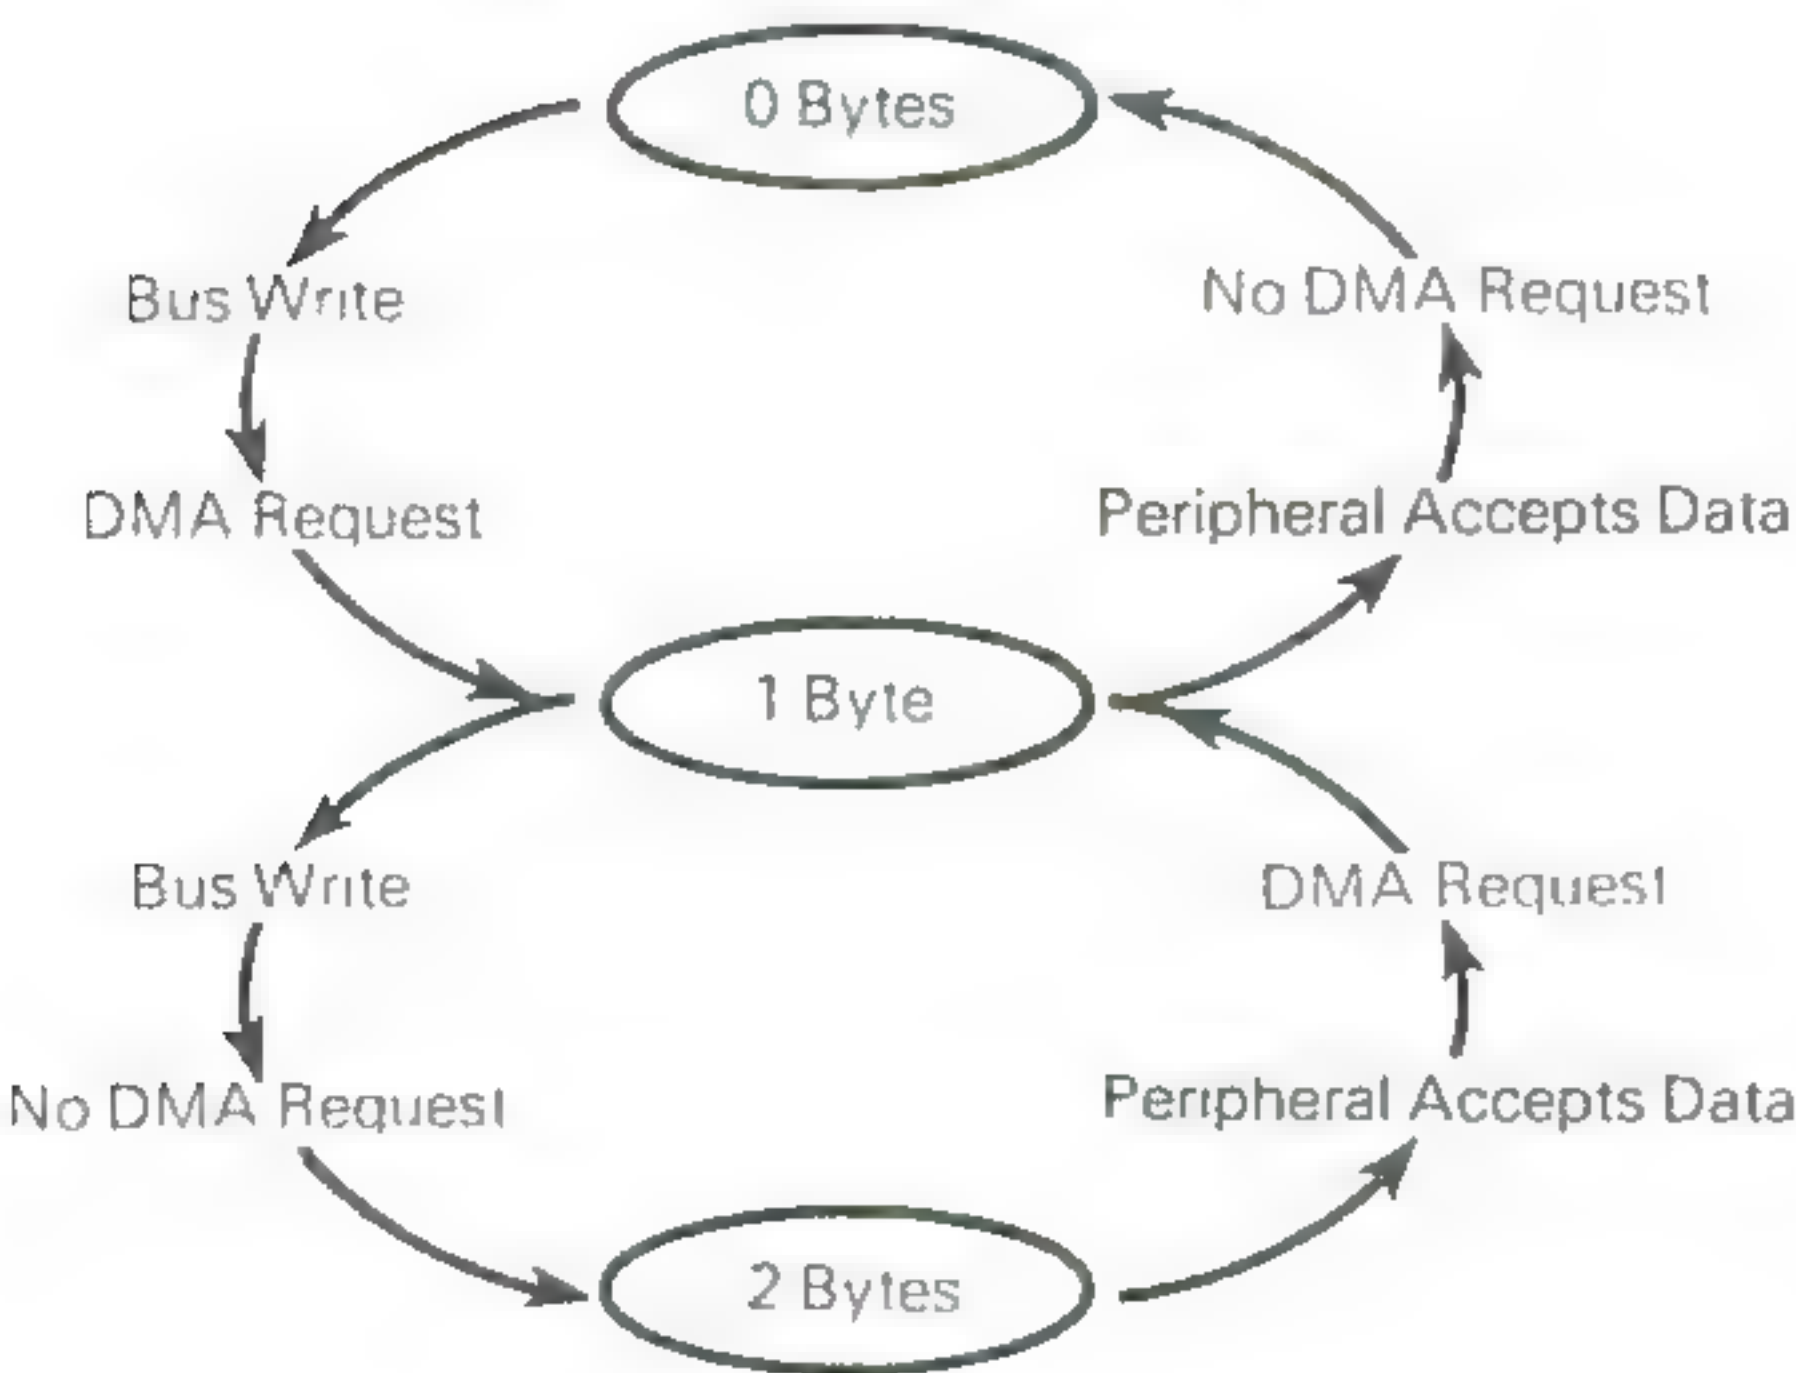 0 Bytes
Bus Write
No DMA Request
DMA Request
Peripheral Accepts Data
1 Byte
Bus Write
DMA Request
No DMA Request
Peripheral Accepts Data
2 Bytes